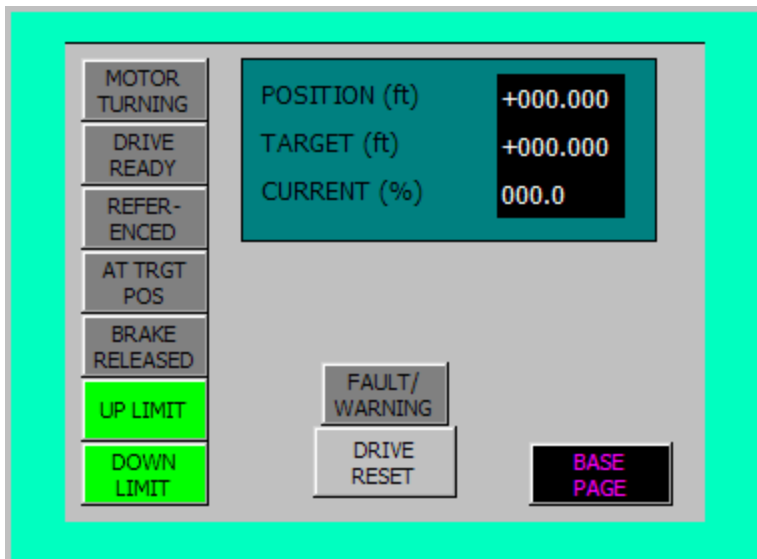 MOTOR
TURNING
DRIVE
READY
REFER-
ENCED
AT TRGT
POS
BRAKE
RELEASED
UP LIMIT
DOWN
LIMIT
POSITION (ft) +000.000
TARGET (ft) +000.000
CURRENT (%) 000.0
FAULT/
WARNING
DRIVE
RESET
BASE
PAGE